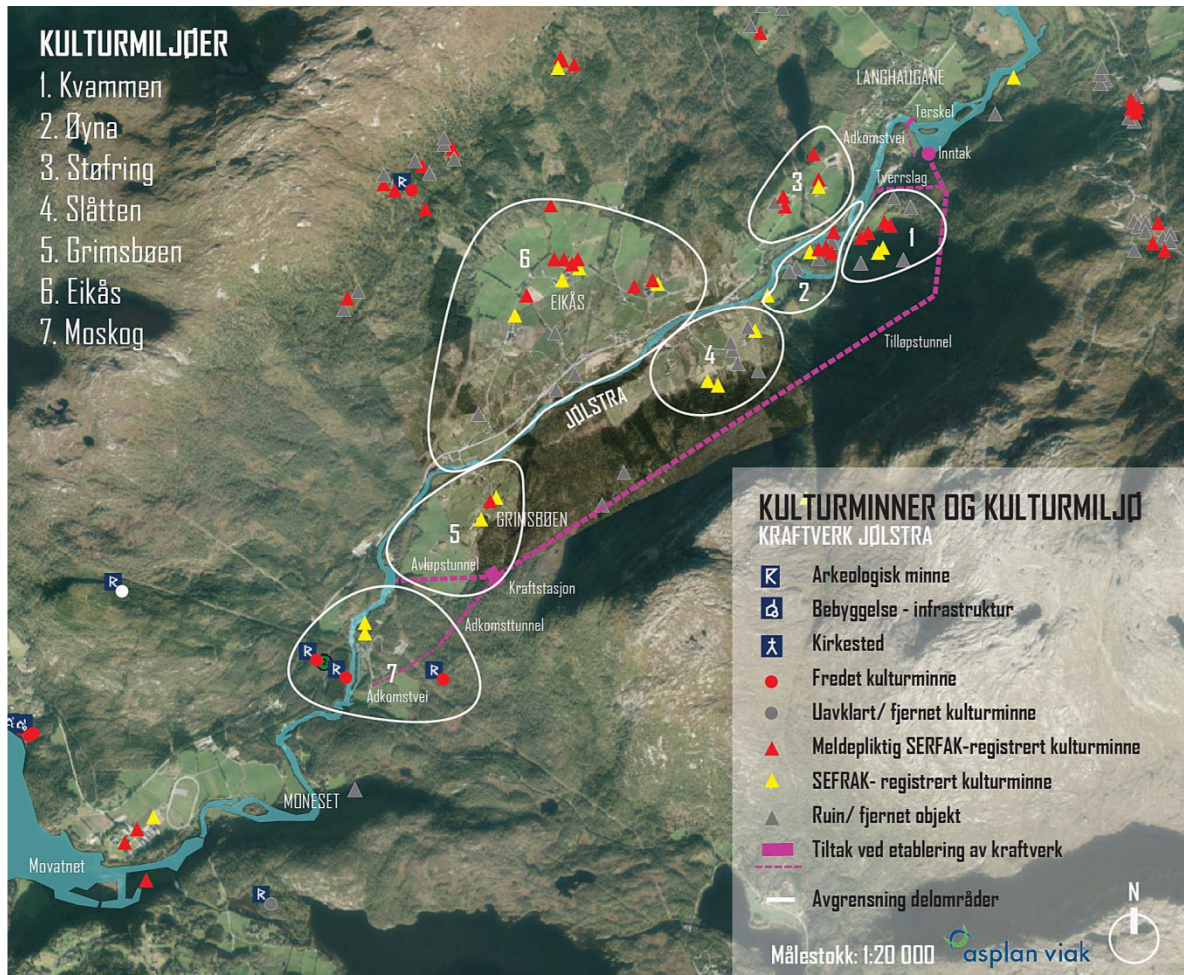 KULTURMILJØER
1. Kvammen
2. Øyna
3. Støfring
4. Slåtten
5. Grimsbøen
6. Eikås
7. Moskog
LANGHAUGANE
Terskel
Adkomstvei
Inntak
Tverrslag
3
1
6
EIKÅS
2
4
Tilløpstunnel
JØLSTRA
GRIMSBØEN
5
Avløpstunnel
Kraftstasjon
Adkomsttunnel
7
Adkomstvei
MONESET
Movatnet
KULTURMINNER OG KULTURMILJØ
KRAFTVERK JØLSTRA
R Arkeologisk minne
Bebyggelse - infrastruktur
Kirkested
Fredet kulturminne
Uavklart/ fjernet kulturminne
Meldepliktig SERFAK-registrert kulturminne
SEFRAK- registrert kulturminne
Ruin/ fjernet objekt
Tiltak ved etablering av kraftverk
Avgrensning delområder
N
Målestokk: 1:20 000 asplan viak
R
R
R
R
R
R